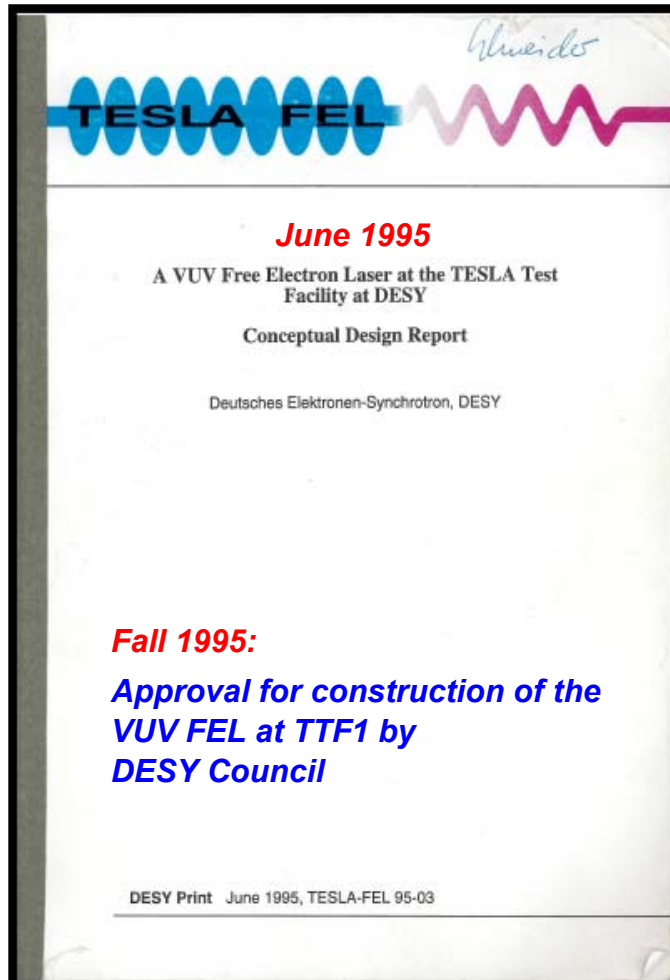 Schneider
TESLA FEL
June 1995
A VUV Free Electron Laser at the TESLA Test
Facility at DESY
Conceptual Design Report
Deutsches Elektronen-Synchrotron, DESY
Fall 1995:
Approval for construction of the
VUV FEL at TTF1 by
DESY Council
DESY Print June 1995, TESLA-FEL 95-03